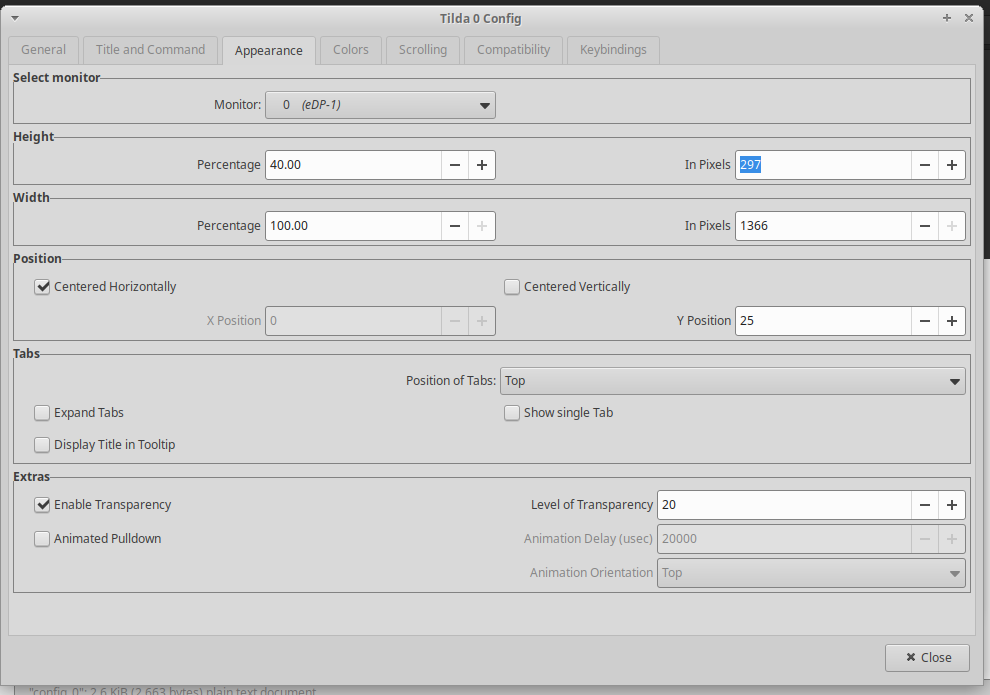 Tilda 0 Config
General Title and Command Appearance Colors Scrolling Compatibility Keybindings
Select monitor
Monitor: 0 (eDP-1)
Height
Percentage 40.00 In Pixels 297
Width
Percentage 100.00 In Pixels 1366
Position
Centered Horizontally Centered Vertically
X Position 0 Y Position 25
Tabs
Position of Tabs: Top
Expand Tabs Show single Tab
Display Title in Tooltip
Extras
Enable Transparency Level of Transparency 20
Animated Pulldown Animation Delay (usec) 20000
Animation Orientation Top
Close
"config_0": 2.6 KiB (2,663 bytes) plain text document